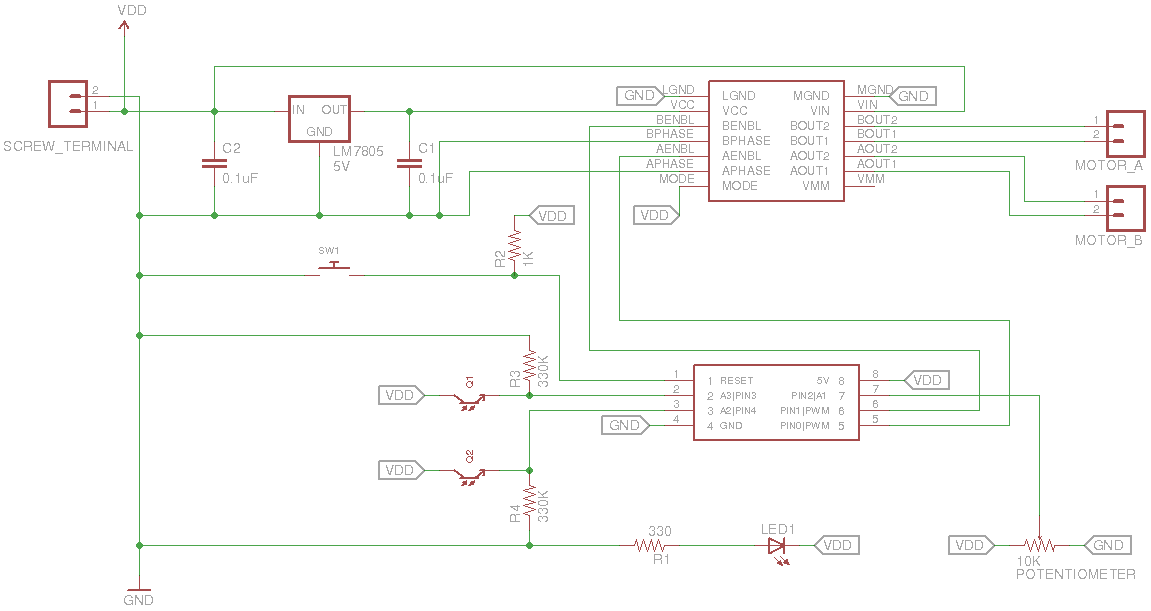 VDD
SCREW_TERMINAL
2
1
IN OUT
GND
LM7805
5V
C2
0.1uF
C1
0.1uF
GND
LGND
VCC
BENBL
BPHASE
AENBL
APHASE
MODE
VDD
LGND
VCC
BENBL
BPHASE
AENBL
APHASE
MODE
MGND
VIN
BOUT2
BOUT1
AOUT2
AOUT1
VMM
MGND
VIN
BOUT2
BOUT1
AOUT2
AOUT1
VMM
GND
1
2
MOTOR_A
1
2
MOTOR_B
VDD
R2
1K
SW1
R3
330K
VDD
Q1
VDD
Q2
R4
330K
GND
1
2
3
4
1 RESET
2 A3|PIN3
3 A2|PIN4
4 GND
5V 8
PIN2|A1 7
PIN1|PWM 6
PIN0|PWM 5
8
7
6
5
VDD
330
R1
LED1
VDD
VDD
10K
POTENTIOMETER
GND
GND